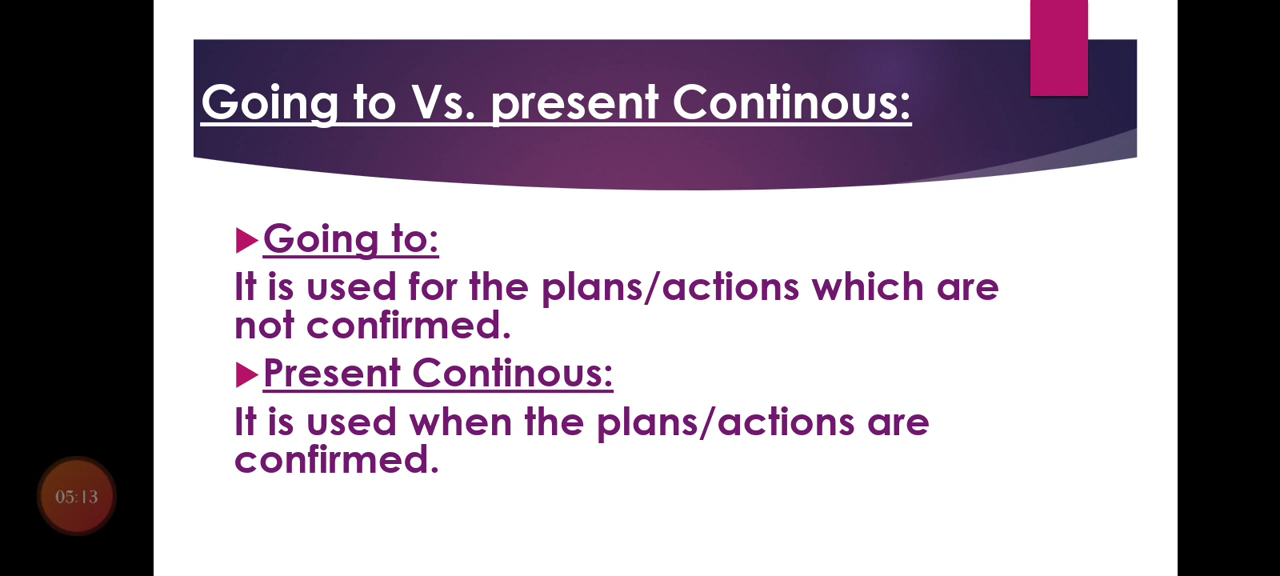 Going to Vs. present Continous:
▶Going to:
It is used for the plans/actions which are
not confirmed.
▶Present Continous:
It is used when the plans/actions are
confirmed.
05:13